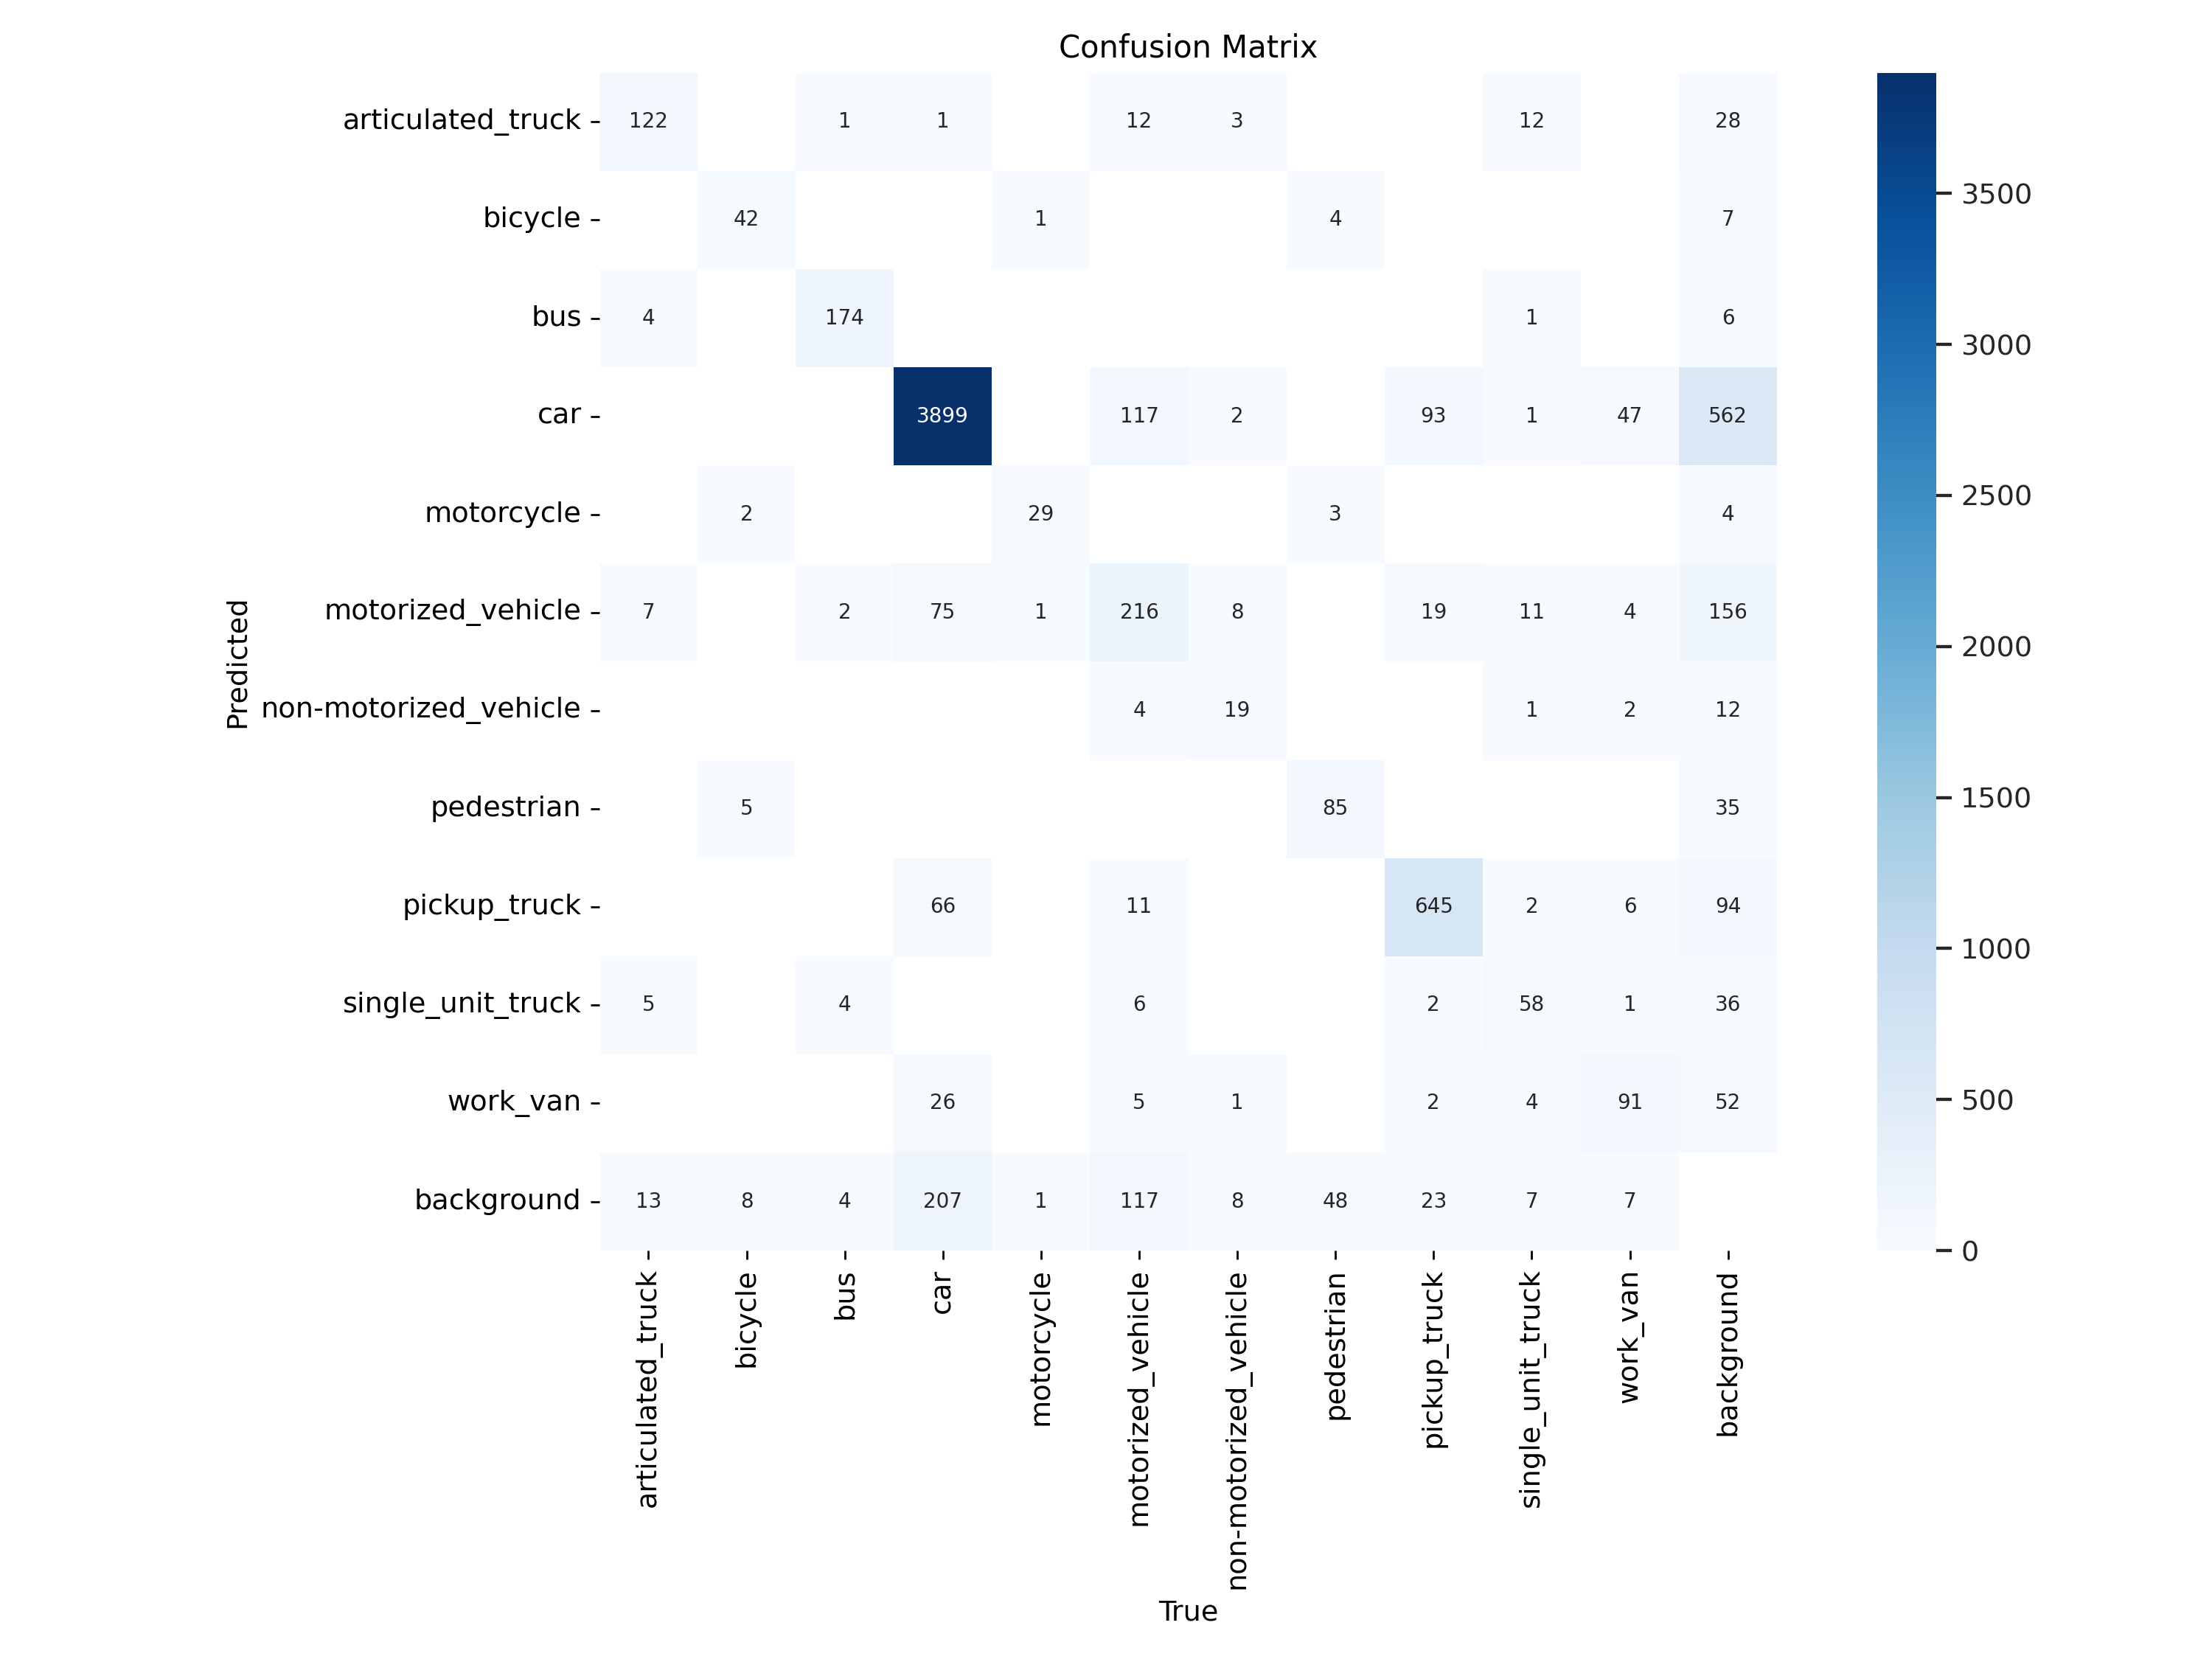 Confusion Matrix
articulated_truck 122 1 1 12 3 12 28
bicycle 42 1 4 7
bus 4 174 1 6
car 3899 117 2 93 1 47 562
motorcycle 2 29 3 4
motorized_vehicle 7 2 75 1 216 8 19 11 4 156
non-motorized_vehicle 4 19 1 2 12
pedestrian 5 85 35
pickup_truck 66 11 645 2 6 94
single_unit_truck 5 4 6 2 58 1 36
work_van 26 5 1 2 4 91 52
background 13 8 4 207 1 117 8 48 23 7 7
Predicted
articulated_truck
bicycle
bus
car
motorcycle
motorized_vehicle
non-motorized_vehicle
pedestrian
pickup_truck
single_unit_truck
work_van
background
True
3500
3000
2500
2000
1500
1000
500
0